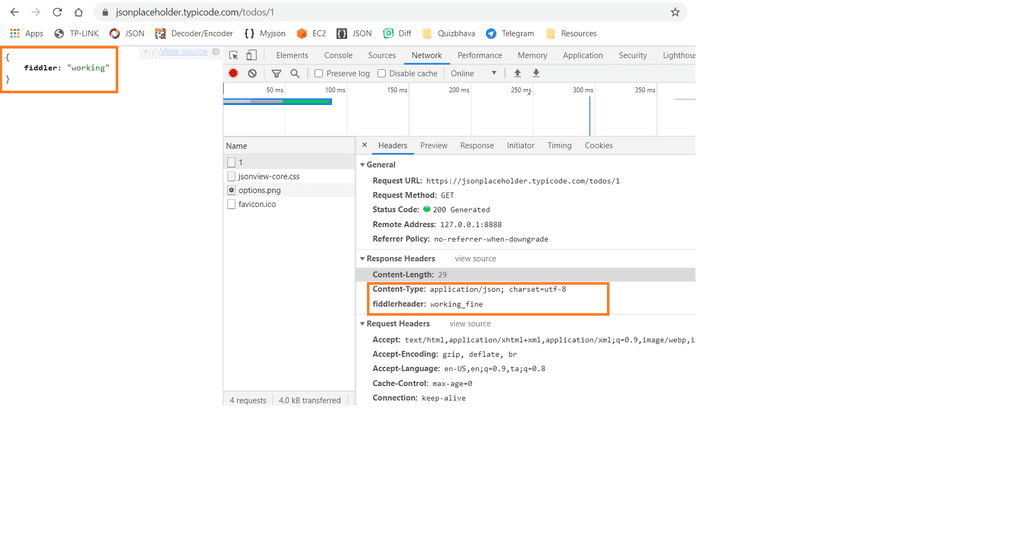 jsonplaceholder.typicode.com/todos/1
Apps TP-LINK JSON Decoder/Encoder {} Myjson EC2 JSON Diff Quizbhava Telegram Resources
{
fiddler: "working"
}
+ - View source
Elements Console Sources Network Performance Memory Application Security Lighthous
Preserve log Disable cache Online
50 ms 100 ms 150 ms 200 ms 250 ms 300 ms 350 ms
Name
1
jsonview-core.css
options.png
favicon.ico
4 requests 4.0 kB transferred
× Headers Preview Response Initiator Timing Cookies
General
Request URL: https://jsonplaceholder.typicode.com/todos/1
Request Method: GET
Status Code: 200 Generated
Remote Address: 127.0.0.1:8888
Referrer Policy: no-referrer-when-downgrade
Response Headers view source
Content-Length: 29
Content-Type: application/json; charset=utf-8
fiddlerheader: working_fine
Request Headers view source
Accept: text/html,application/xhtml+xml,application/xml;q=0.9,image/webp,i
Accept-Encoding: gzip, deflate, br
Accept-Language: en-US,en;q=0.9,ta;q=0.8
Cache-Control: max-age=0
Connection: keep-alive